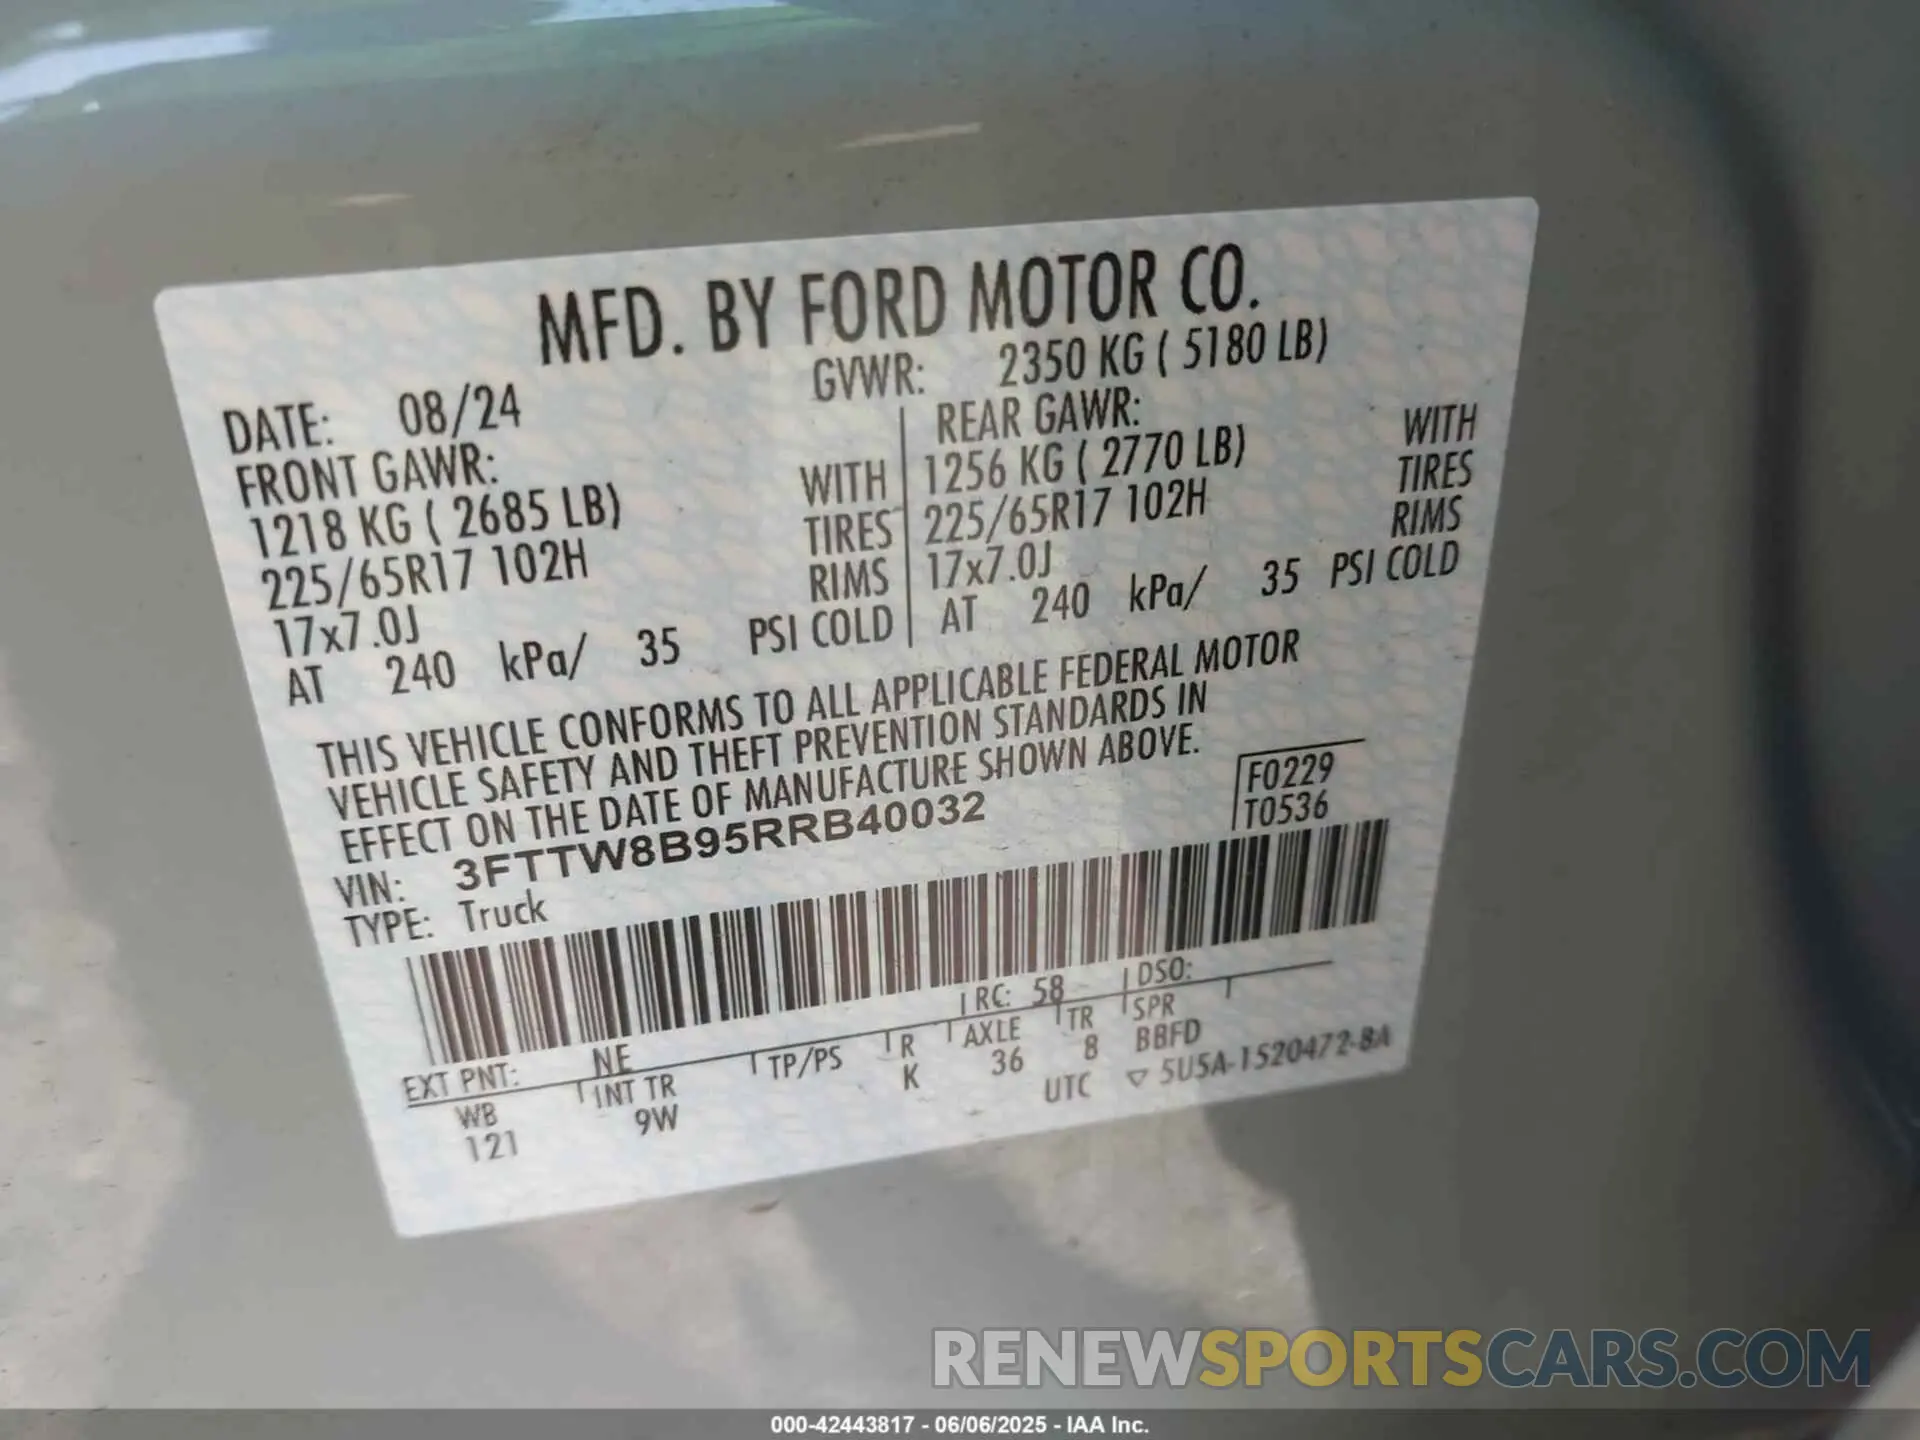 MFD. BY FORD MOTOR CO.
DATE: 08/24 GVWR: 2350 KG ( 5180 LB)
FRONT GAWR: REAR GAWR:
1218 KG ( 2685 LB) WITH 1256 KG ( 2770 LB) WITH
225/65R17 102H TIRES 225/65R17 102H TIRES
17x7.0J RIMS 17x7.0J RIMS
AT 240 kPa/ 35 PSI COLD AT 240 kPa/ 35 PSI COLD
THIS VEHICLE CONFORMS TO ALL APPLICABLE FEDERAL MOTOR
VEHICLE SAFETY AND THEFT PREVENTION STANDARDS IN
EFFECT ON THE DATE OF MANUFACTURE SHOWN ABOVE.
F0229
T0536
VIN: 3FTTW8B95RRB40032
TYPE: Truck
EXT PNT: NE RC: 58 DSO:
WB INT TR TP/PS R AXLE TR SPR
121 9W K 36 8 BBFD
UTC ▽ 5U5A-1520472-BA
RENEWSPORTSCARS.COM
000-42443817 - 06/06/2025 - IAA Inc.